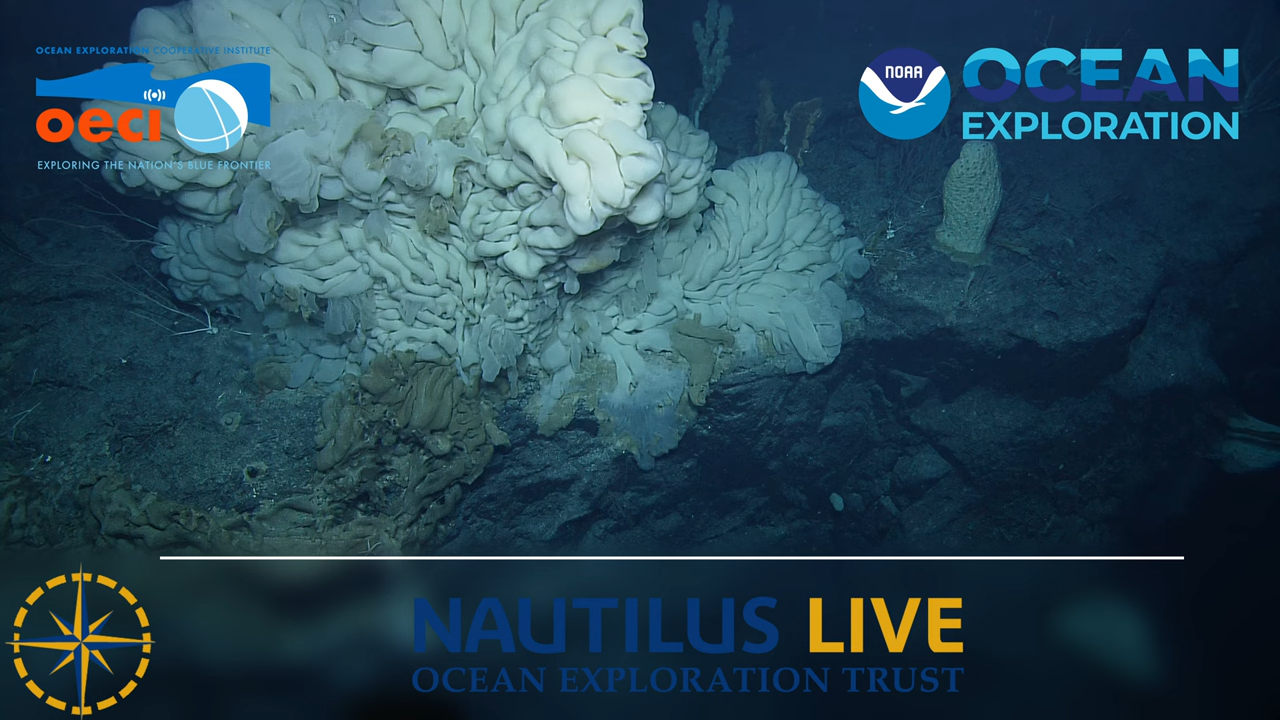 OCEAN EXPLORATION COOPERATIVE INSTITUTE
oeci
EXPLORING THE NATION'S BLUE FRONTIER
NOAA
OCEAN
EXPLORATION
NAUTILUS LIVE
OCEAN EXPLORATION TRUST